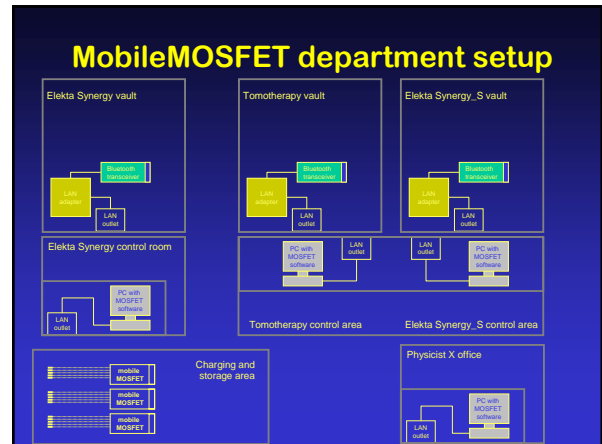 MobileMOSFET department setup
Elekta Synergy vault
Bluetooth
transceiver
LAN
adapter
LAN
outlet
Tomotherapy vault
Bluetooth
transceiver
LAN
adapter
LAN
outlet
Elekta Synergy_S vault
Bluetooth
transceiver
LAN
adapter
LAN
outlet
Elekta Synergy control room
PC with
MOSFET
software
LAN
outlet
PC with
MOSFET
software
LAN
outlet
Tomotherapy control area
LAN
outlet
PC with
MOSFET
software
Elekta Synergy_S control area
Charging and
storage area
mobile
MOSFET
mobile
MOSFET
mobile
MOSFET
Physicist X office
PC with
MOSFET
software
LAN
outlet